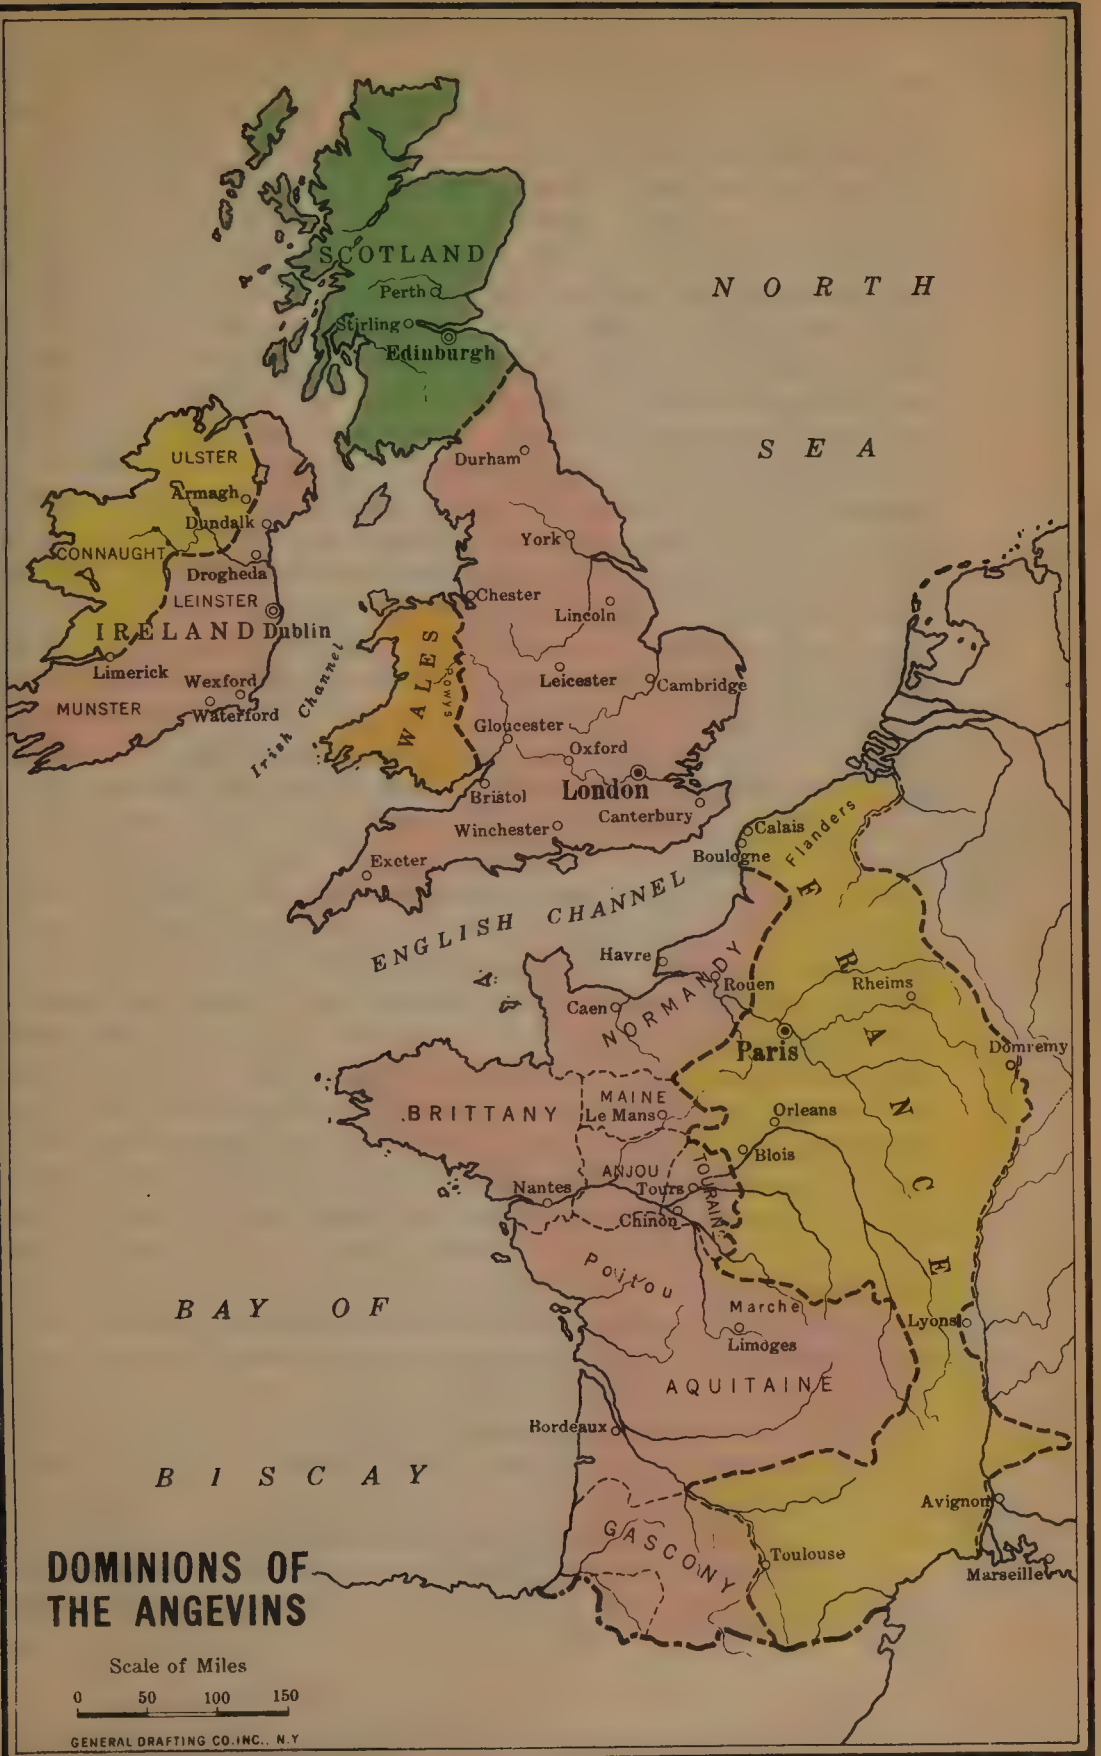 SCOTLAND
Perth
Stirling
Edinburgh
NORTH
SEA
ULSTER
Armagh
Dundalk
CONNAUGHT
Drogheda
LEINSTER
IRELAND
Dublin
Limerick
Wexford
MUNSTER
Waterford
Irish Channel
Durham
York
Chester
Lincoln
WALES
Powys
Leicester
Cambridge
Gloucester
Oxford
London
Bristol
Canterbury
Winchester
Exeter
Calais
Flanders
Boulogne
ENGLISH CHANNEL
FRANCE
Havre
NORMANDY
Rouen
Rheims
Caen
Paris
Domremy
BRITTANY
MAINE
Le Mans
Orleans
Blois
ANJOU
TOURAINE
Nantes
Tours
Chinon
Poitou
Marche
Lyons
Limoges
BAY OF
AQUITAINE
Bordeaux
BISCAY
Avignon
GASCONY
Toulouse
Marseille
DOMINIONS OF
THE ANGEVINS
Scale of Miles
0 50 100 150
GENERAL DRAFTING CO. INC., N.Y